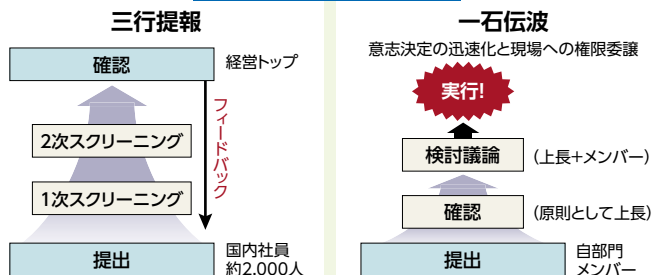 三行提報
確認
経営トップ
フィードバック
2次スクリーニング
1次スクリーニング
提出
国内社員
約2,000人
一石伝波
意志決定の迅速化と現場への権限委譲
実行!
検討議論
(上長+メンバー)
確認
(原則として上長)
提出
自部門
メンバー